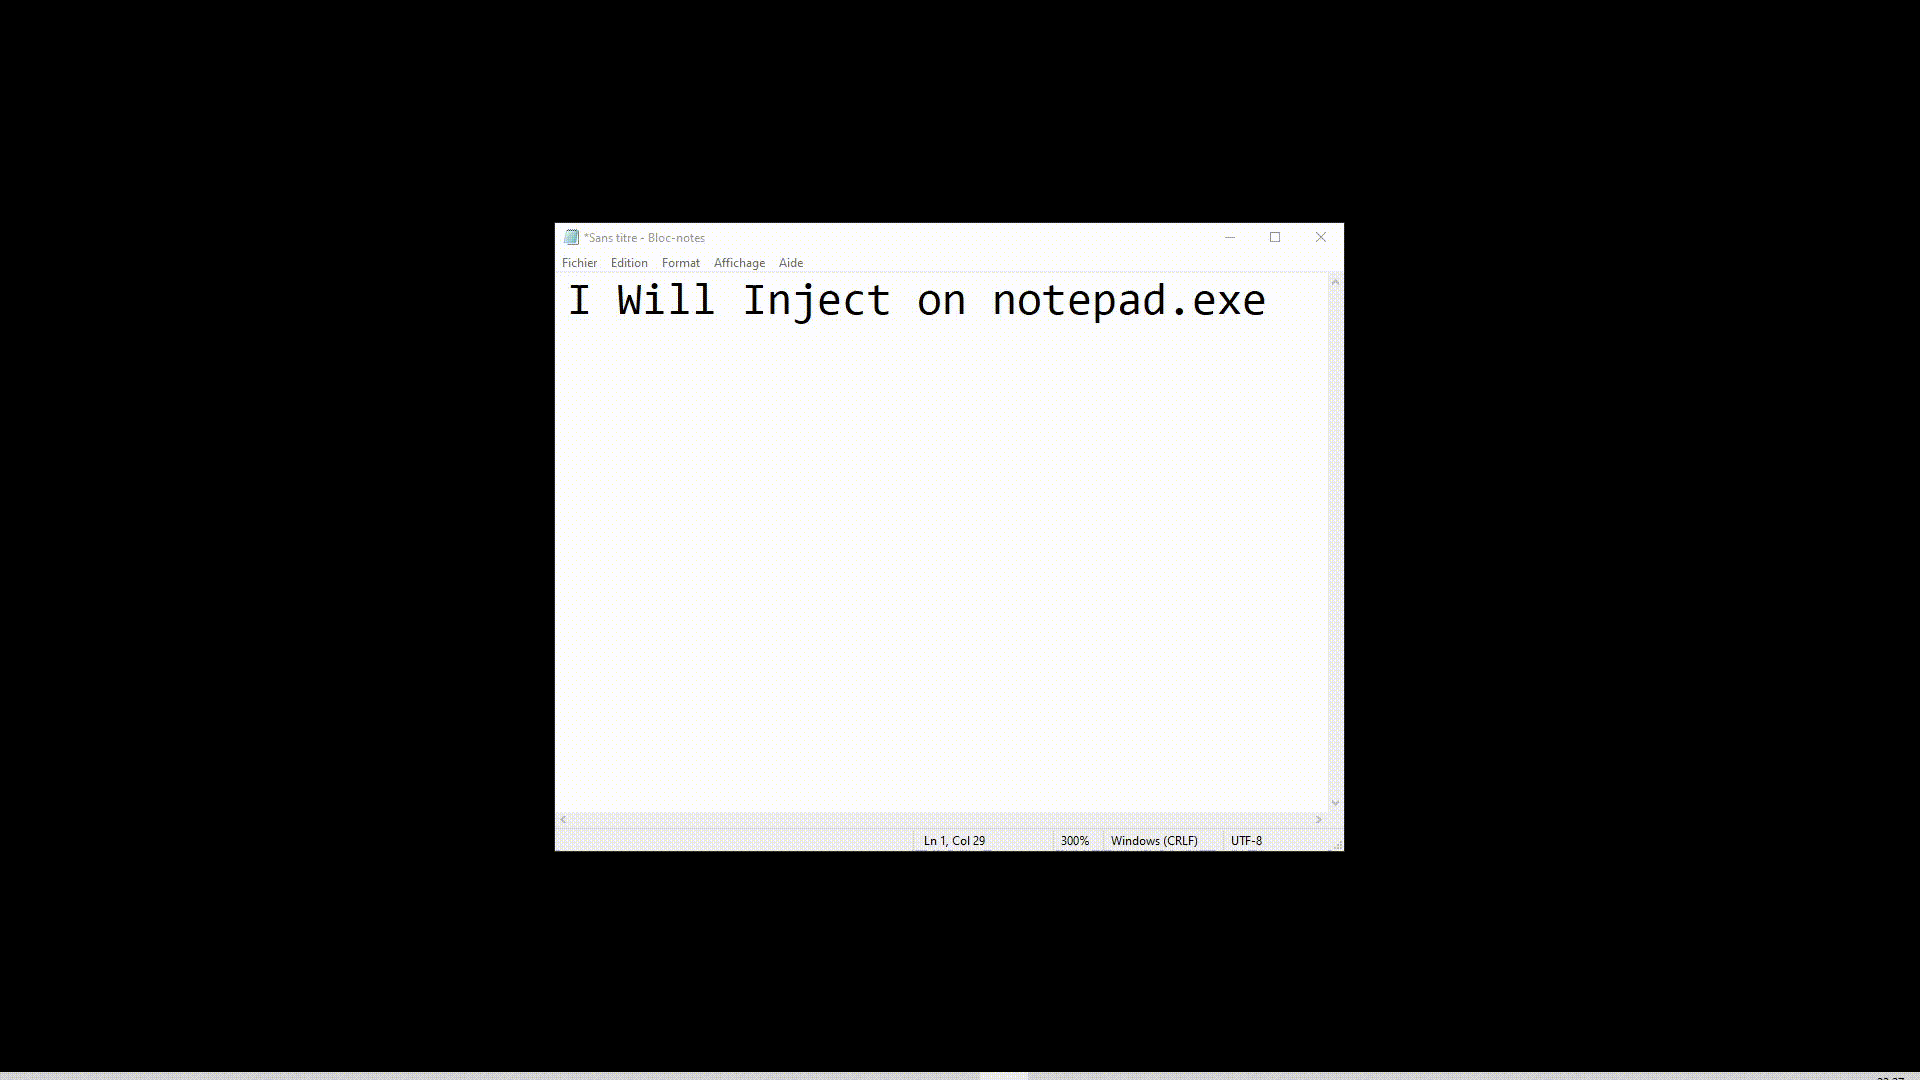 *Sans titre - Bloc-notes
Fichier Edition Format Affichage Aide
I Will Inject on notepad.exe
Ln 1, Col 29 300% Windows (CRLF) UTF-8